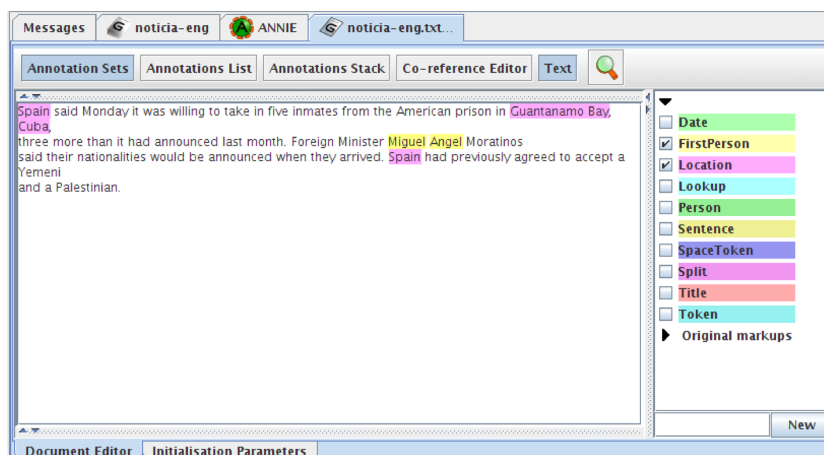 Messages
noticia-eng
ANNIE
noticia-eng.txt...
Annotation Sets
Annotations List
Annotations Stack
Co-reference Editor
Text
Spain said Monday it was willing to take in five inmates from the American prison in Guantanamo Bay,
Cuba,
three more than it had announced last month. Foreign Minister Miguel Angel Moratinos
said their nationalities would be announced when they arrived. Spain had previously agreed to accept a
Yemeni
and a Palestinian.
Date
FirstPerson
Location
Lookup
Person
Sentence
SpaceToken
Split
Title
Token
Original markups
New
Document Editor
Initialisation Parameters